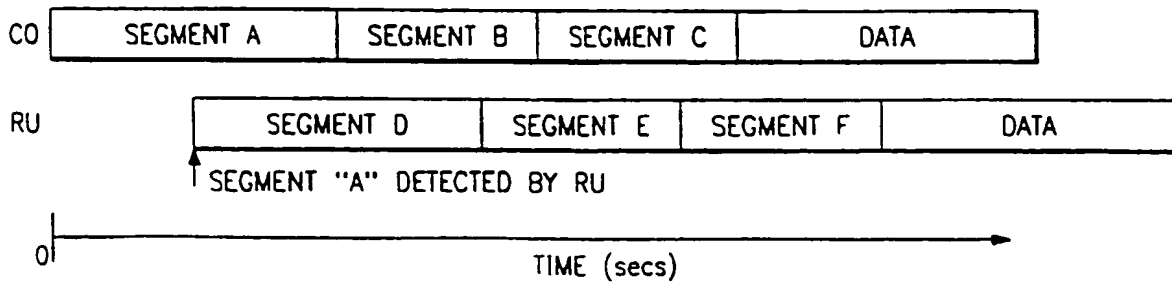 CO SEGMENT A SEGMENT B SEGMENT C DATA
RU SEGMENT D SEGMENT E SEGMENT F DATA
SEGMENT "A" DETECTED BY RU
0
TIME (secs)